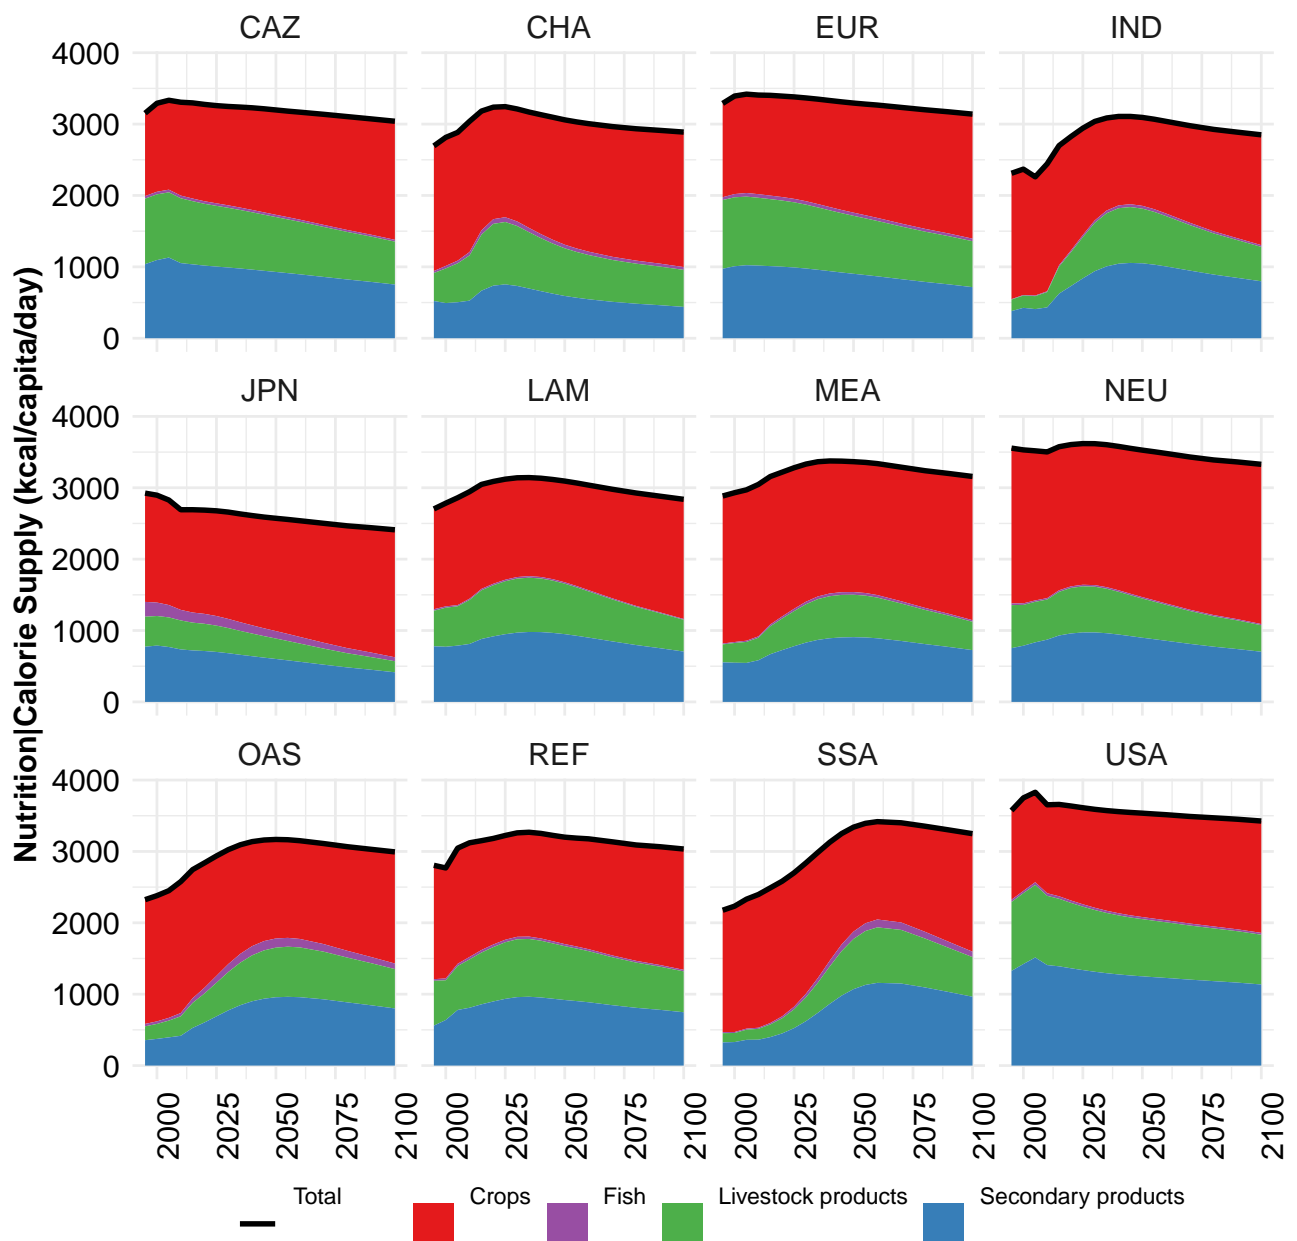 CAZ CHA EUR IND
4000
3000
2000
1000
0
JPN LAM MEA NEU
4000
3000
2000
1000
0
OAS REF SSA USA
4000
3000
2000
1000
0
Nutrition|Calorie Supply (kcal/capita/day)
2000 2025 2050 2075 2100 2000 2025 2050 2075 2100 2000 2025 2050 2075 2100 2000 2025 2050 2075 2100
Total Crops Fish Livestock products Secondary products